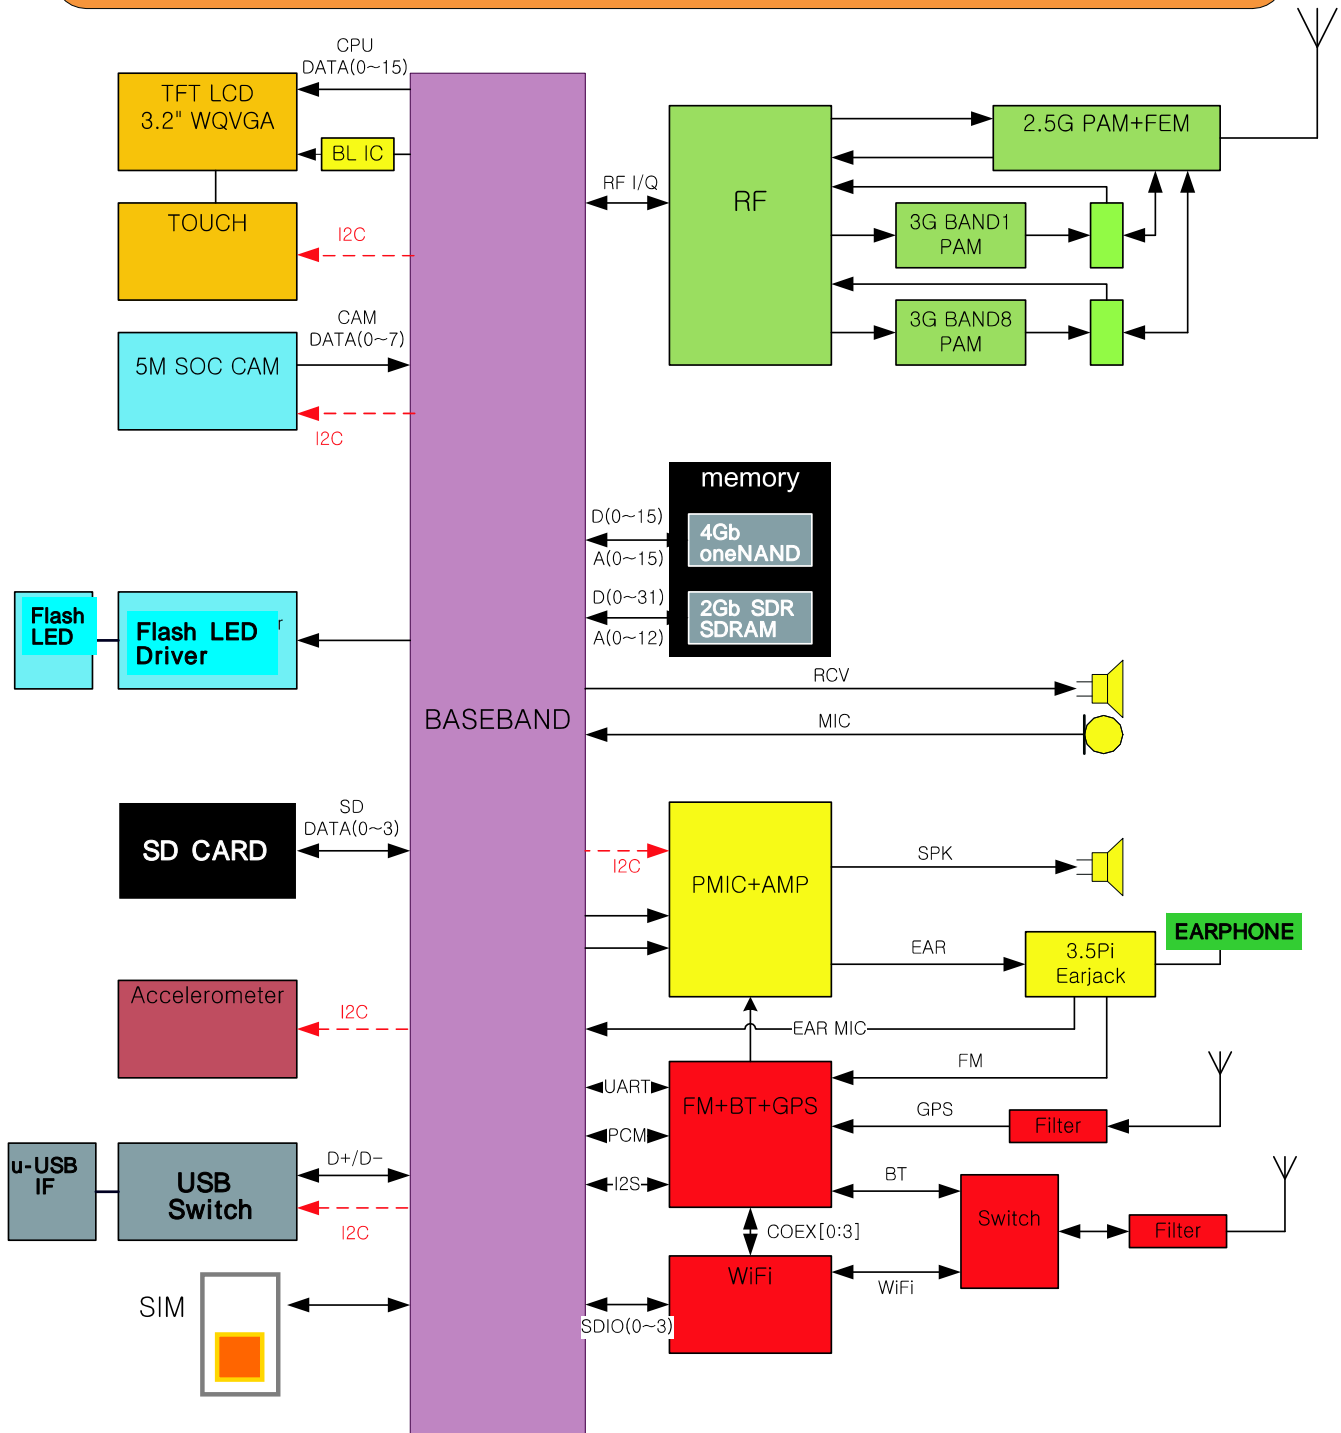 CPU
DATA(0~15)
TFT LCD
3.2" WQVGA
BL IC
TOUCH
I2C
CAM
DATA(0~7)
5M SOC CAM
I2C
Flash
LED
Flash LED
Driver
r
SD
DATA(0~3)
SD CARD
Accelerometer
I2C
u-USB
IF
USB
Switch
D+/D-
I2C
SIM
BASEBAND
RF I/Q
RF
2.5G PAM+FEM
3G BAND1
PAM
3G BAND8
PAM
memory
D(0~15)
A(0~15)
4Gb
oneNAND
D(0~31)
A(0~12)
2Gb SDR
SDRAM
RCV
MIC
I2C
PMIC+AMP
SPK
EAR
3.5Pi
Earjack
EARPHONE
EAR MIC
FM
UART
PCM
I2S
FM+BT+GPS
GPS
Filter
BT
COEX[0:3]
Switch
Filter
WiFi
WiFi
SDIO(0~3)